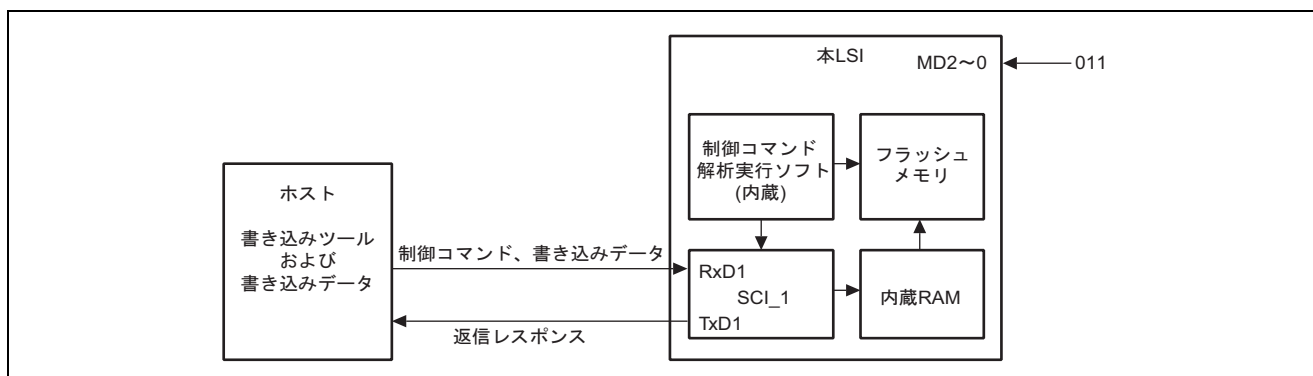 本LSI
MD2～0
011
制御コマンド
解析実行ソフト
(内蔵)
フラッシュ
メモリ
ホスト
書き込みツール
および
書き込みデータ
制御コマンド、書き込みデータ
RxD1
SCI_1
TxD1
内蔵RAM
返信レスポンス